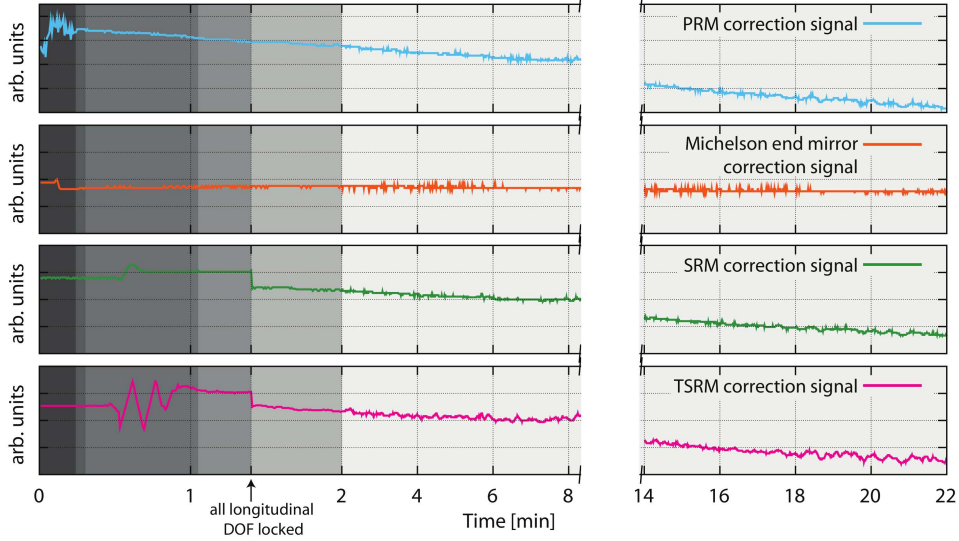 arb. units
PRM correction signal
arb. units
Michelson end mirror
correction signal
arb. units
SRM correction signal
arb. units
TSRM correction signal
0 1 2 4 6 8 14 16 18 20 22
all longitudinal
DOF locked
Time [min]